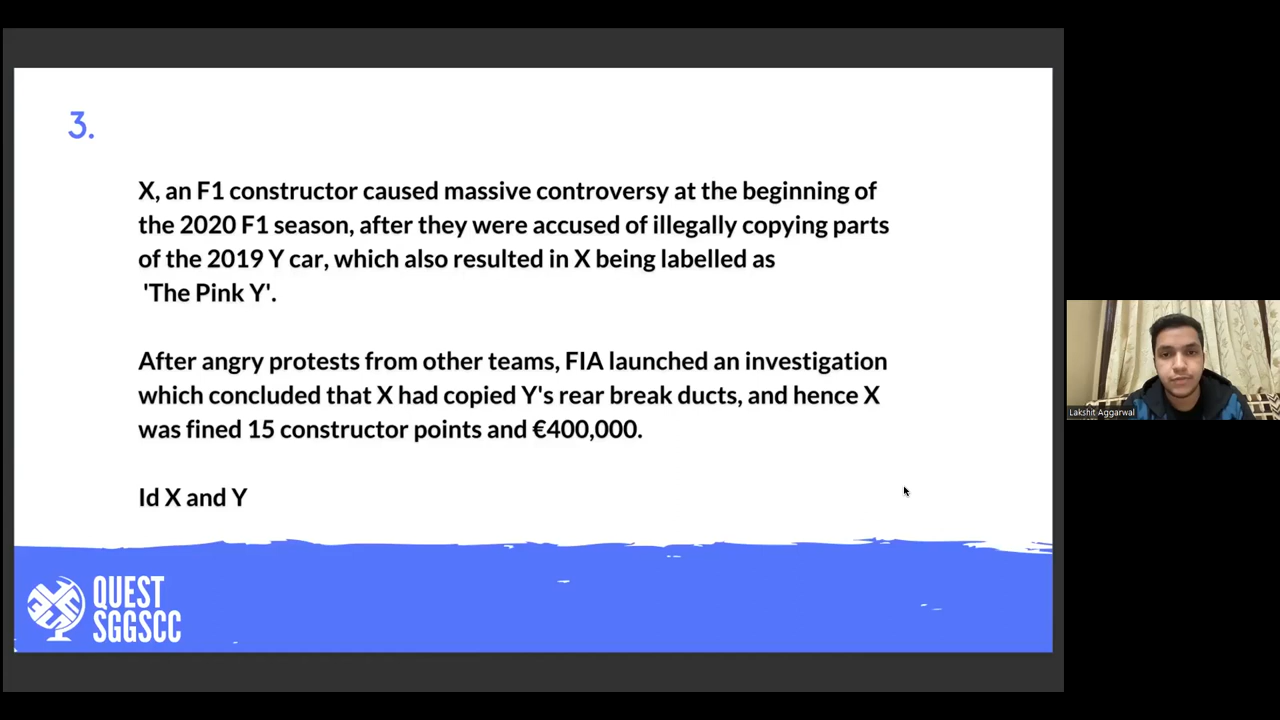 3.
X, an F1 constructor caused massive controversy at the beginning of
the 2020 F1 season, after they were accused of illegally copying parts
of the 2019 Y car, which also resulted in X being labelled as
'The Pink Y'.
After angry protests from other teams, FIA launched an investigation
which concluded that X had copied Y's rear break ducts, and hence X
was fined 15 constructor points and €400,000.
Id X and Y
QUEST
SGGSCC
Lakshit Aggarwal